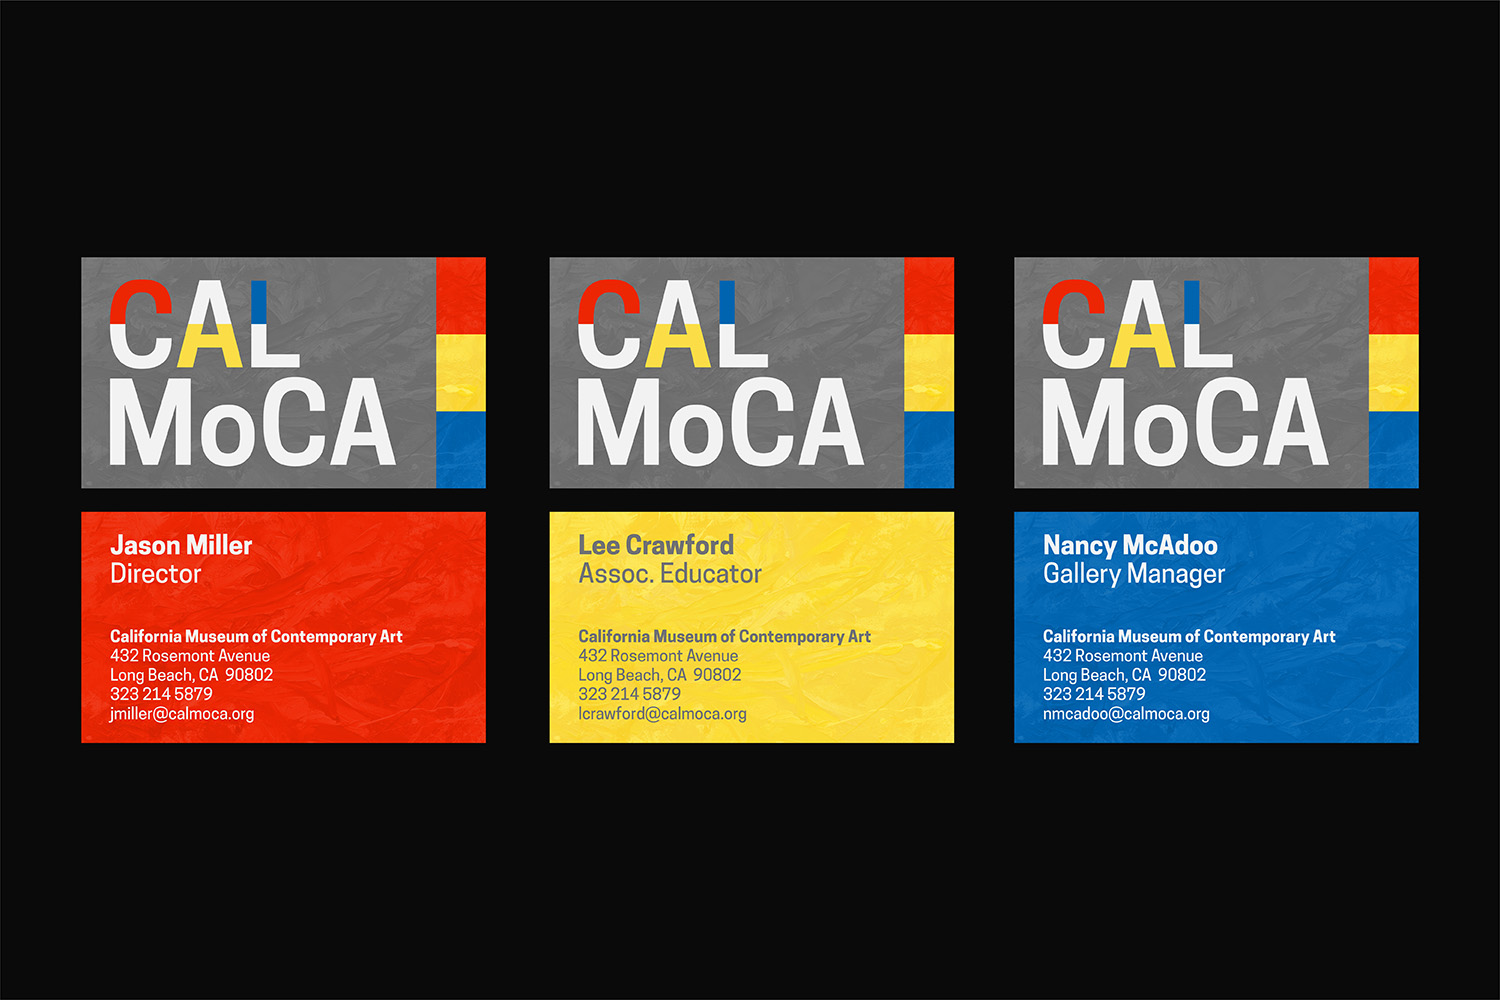 CAL
MoCA
CAL
MoCA
CAL
MoCA
Jason Miller
Director
California Museum of Contemporary Art
432 Rosemont Avenue
Long Beach, CA  90802
323 214 5879
jmiller@calmoca.org
Lee Crawford
Assoc. Educator
California Museum of Contemporary Art
432 Rosemont Avenue
Long Beach, CA  90802
323 214 5879
lcrawford@calmoca.org
Nancy McAdoo
Gallery Manager
California Museum of Contemporary Art
432 Rosemont Avenue
Long Beach, CA  90802
323 214 5879
nmcadoo@calmoca.org